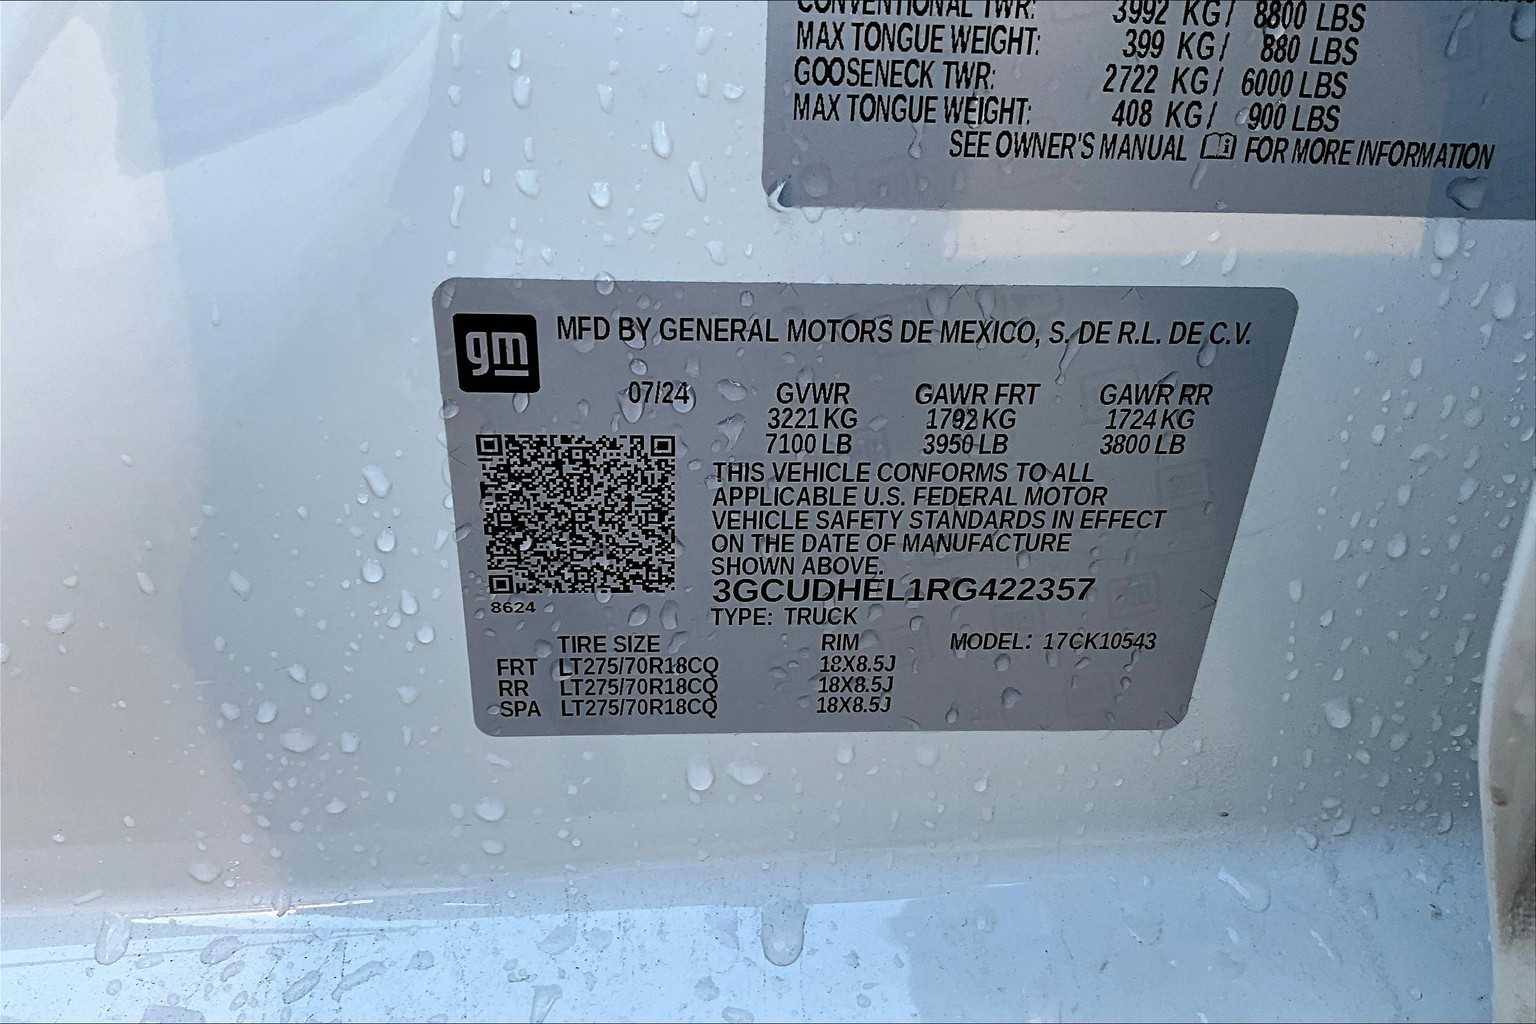 CONVENTIONAL TWR: 3992 KG/ 8800 LBS
MAX TONGUE WEIGHT: 399 KG/ 880 LBS
GOOSENECK TWR: 2722 KG/ 6000 LBS
MAX TONGUE WEIGHT: 408 KG/ 900 LBS
SEE OWNER'S MANUAL FOR MORE INFORMATION
gm MFD BY GENERAL MOTORS DE MEXICO, S. DE R.L. DE C.V.
07/24 GVWR GAWR FRT GAWR RR
3221 KG 1792 KG 1724 KG
7100 LB 3950 LB 3800 LB
THIS VEHICLE CONFORMS TO ALL
APPLICABLE U.S. FEDERAL MOTOR
VEHICLE SAFETY STANDARDS IN EFFECT
ON THE DATE OF MANUFACTURE
SHOWN ABOVE.
3GCUDHEL1RG422357
8624
TYPE: TRUCK
TIRE SIZE RIM MODEL: 17CK10543
FRT LT275/70R18CQ 18X8.5J
RR LT275/70R18CQ 18X8.5J
SPA LT275/70R18CQ 18X8.5J